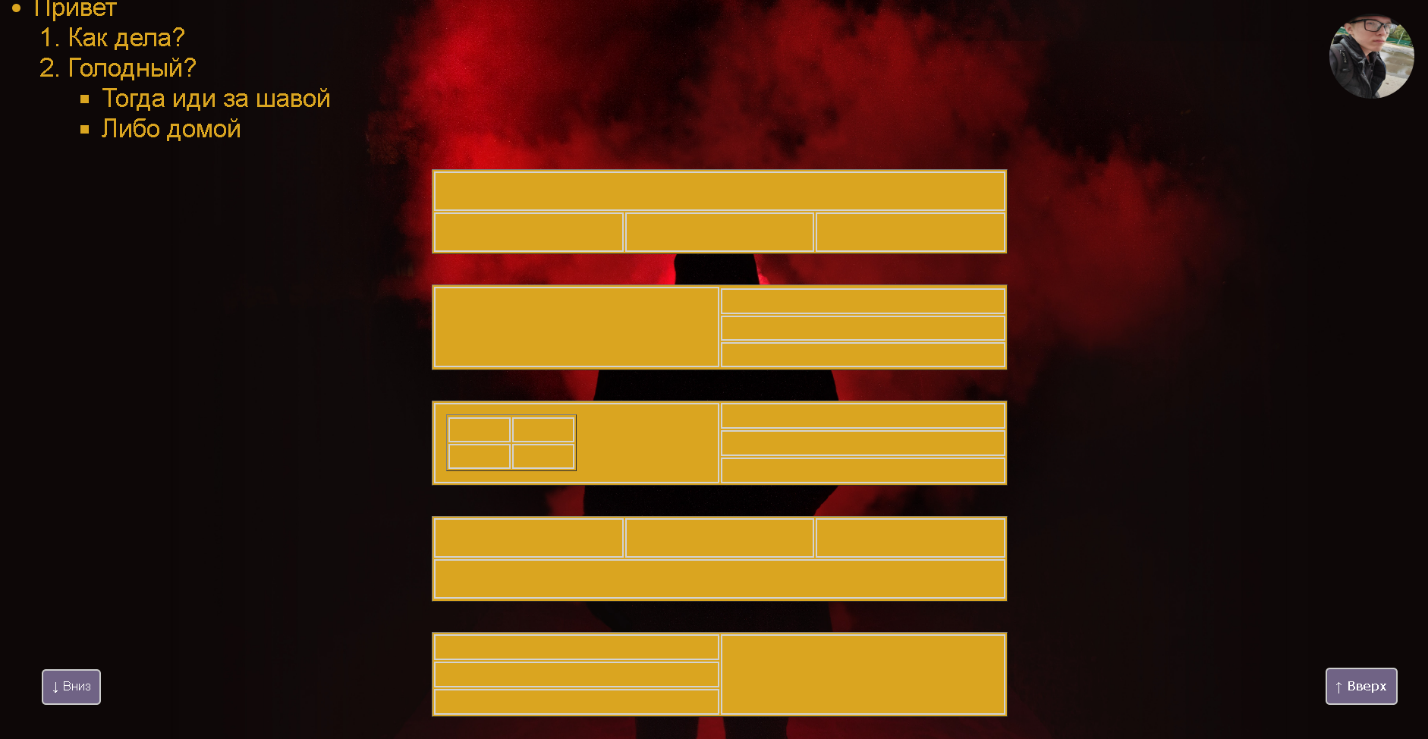 Привет
1. Как дела?
2. Голодный?
Тогда иди за шавой
Либо домой
↓ Вниз
↑ Вверх